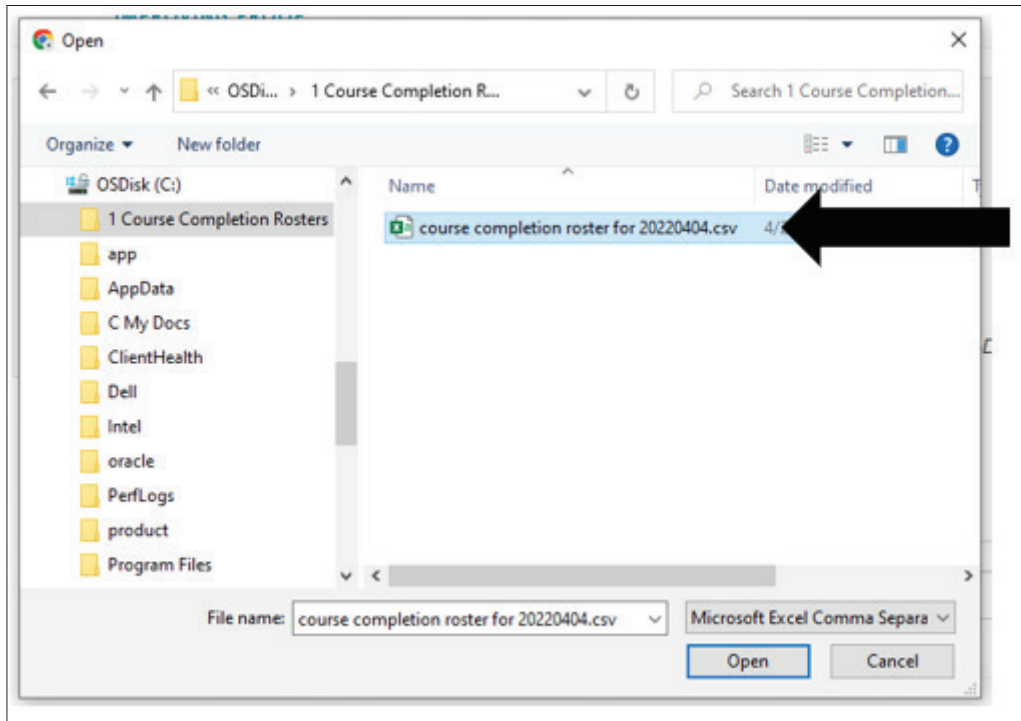 Open
« OSDi... › 1 Course Completion R...
Search 1 Course Completion...
Organize
New folder
OSDisk (C:)
Name
Date modified
T
1 Course Completion Rosters
course completion roster for 20220404.csv
4/
app
AppData
C My Docs
ClientHealth
Dell
Intel
oracle
PerfLogs
product
Program Files
File name:
course completion roster for 20220404.csv
Microsoft Excel Comma Separa
Open
Cancel